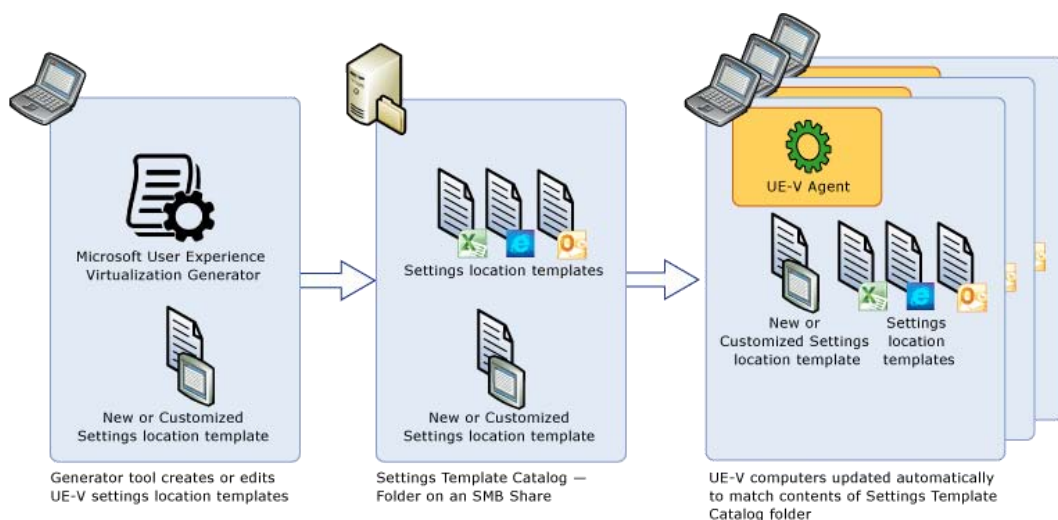 Microsoft User Experience
Virtualization Generator
New or Customized
Settings location template
Generator tool creates or edits
UE-V settings location templates
Settings location templates
New or Customized
Settings location template
Settings Template Catalog —
Folder on an SMB Share
UE-V Agent
New or
Customized Settings
location template
Settings
location
templates
UE-V computers updated automatically
to match contents of Settings Template
Catalog folder